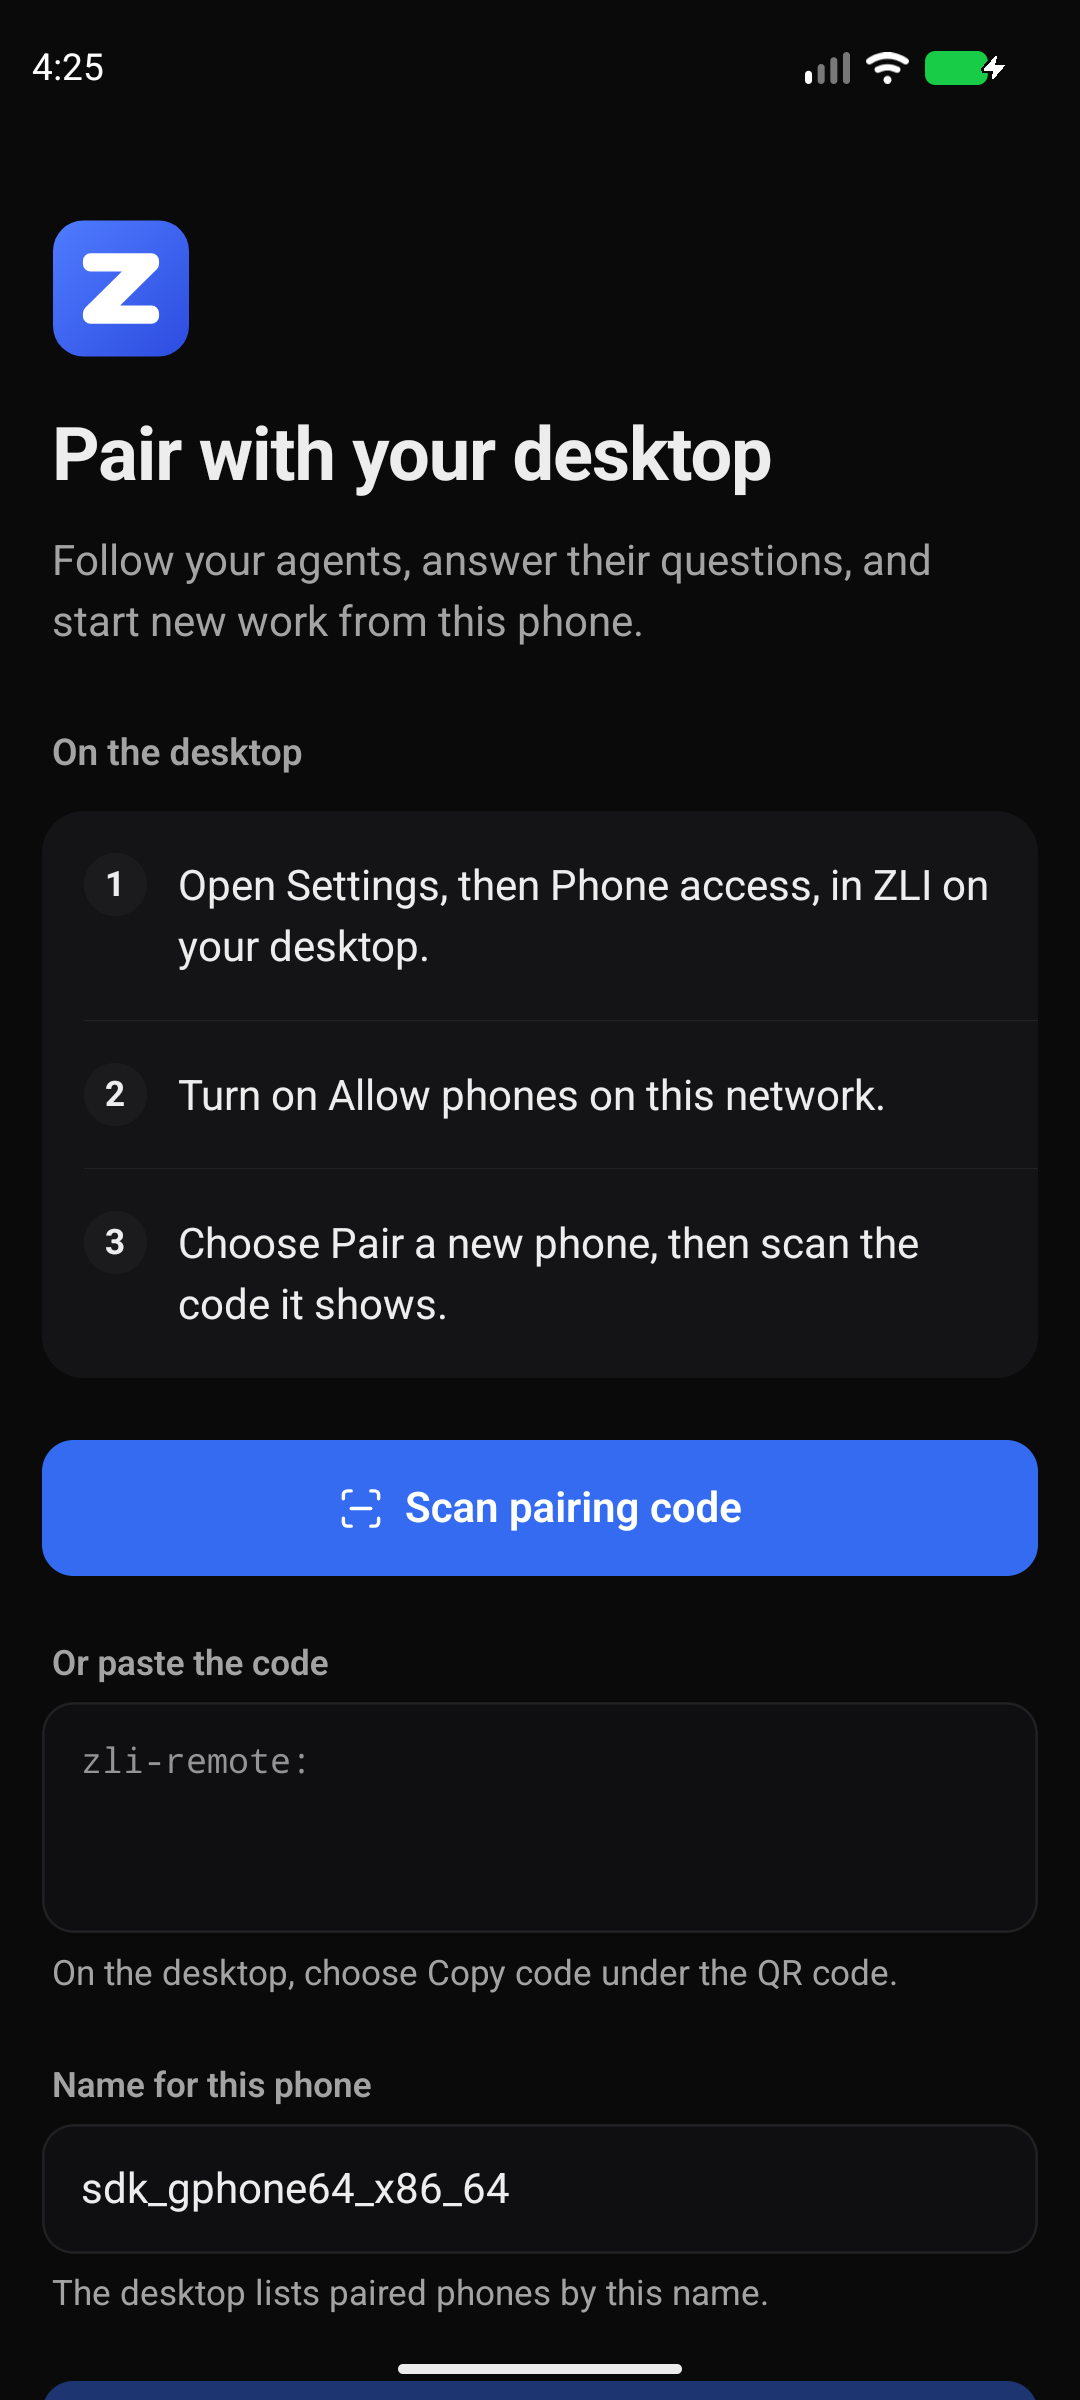 4:25
Z
Pair with your desktop
Follow your agents, answer their questions, and
start new work from this phone.
On the desktop
1 Open Settings, then Phone access, in ZLI on
your desktop.
2 Turn on Allow phones on this network.
3 Choose Pair a new phone, then scan the
code it shows.
Scan pairing code
Or paste the code
zli-remote:
On the desktop, choose Copy code under the QR code.
Name for this phone
sdk_gphone64_x86_64
The desktop lists paired phones by this name.